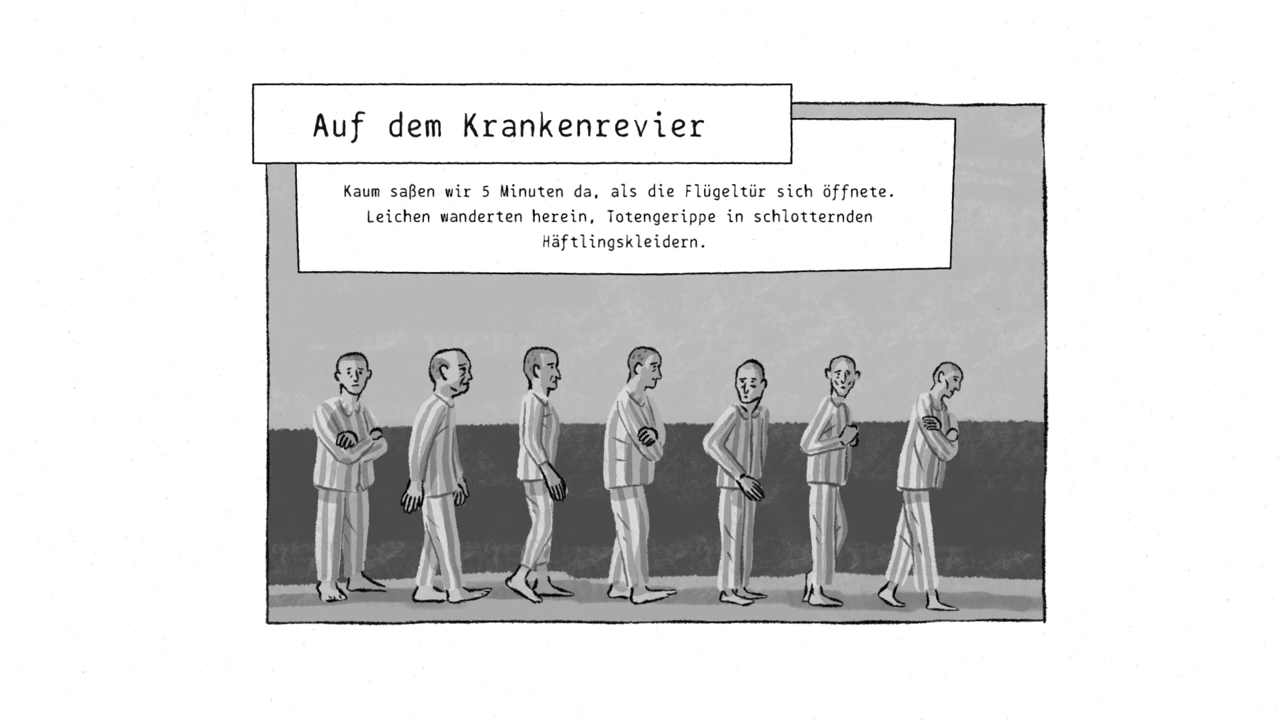 Auf dem Krankenrevier
Kaum saßen wir 5 Minuten da, als die Flügeltür sich öffnete.
Leichen wanderten herein, Totengerippe in schlotternden
Häftlingskleidern.